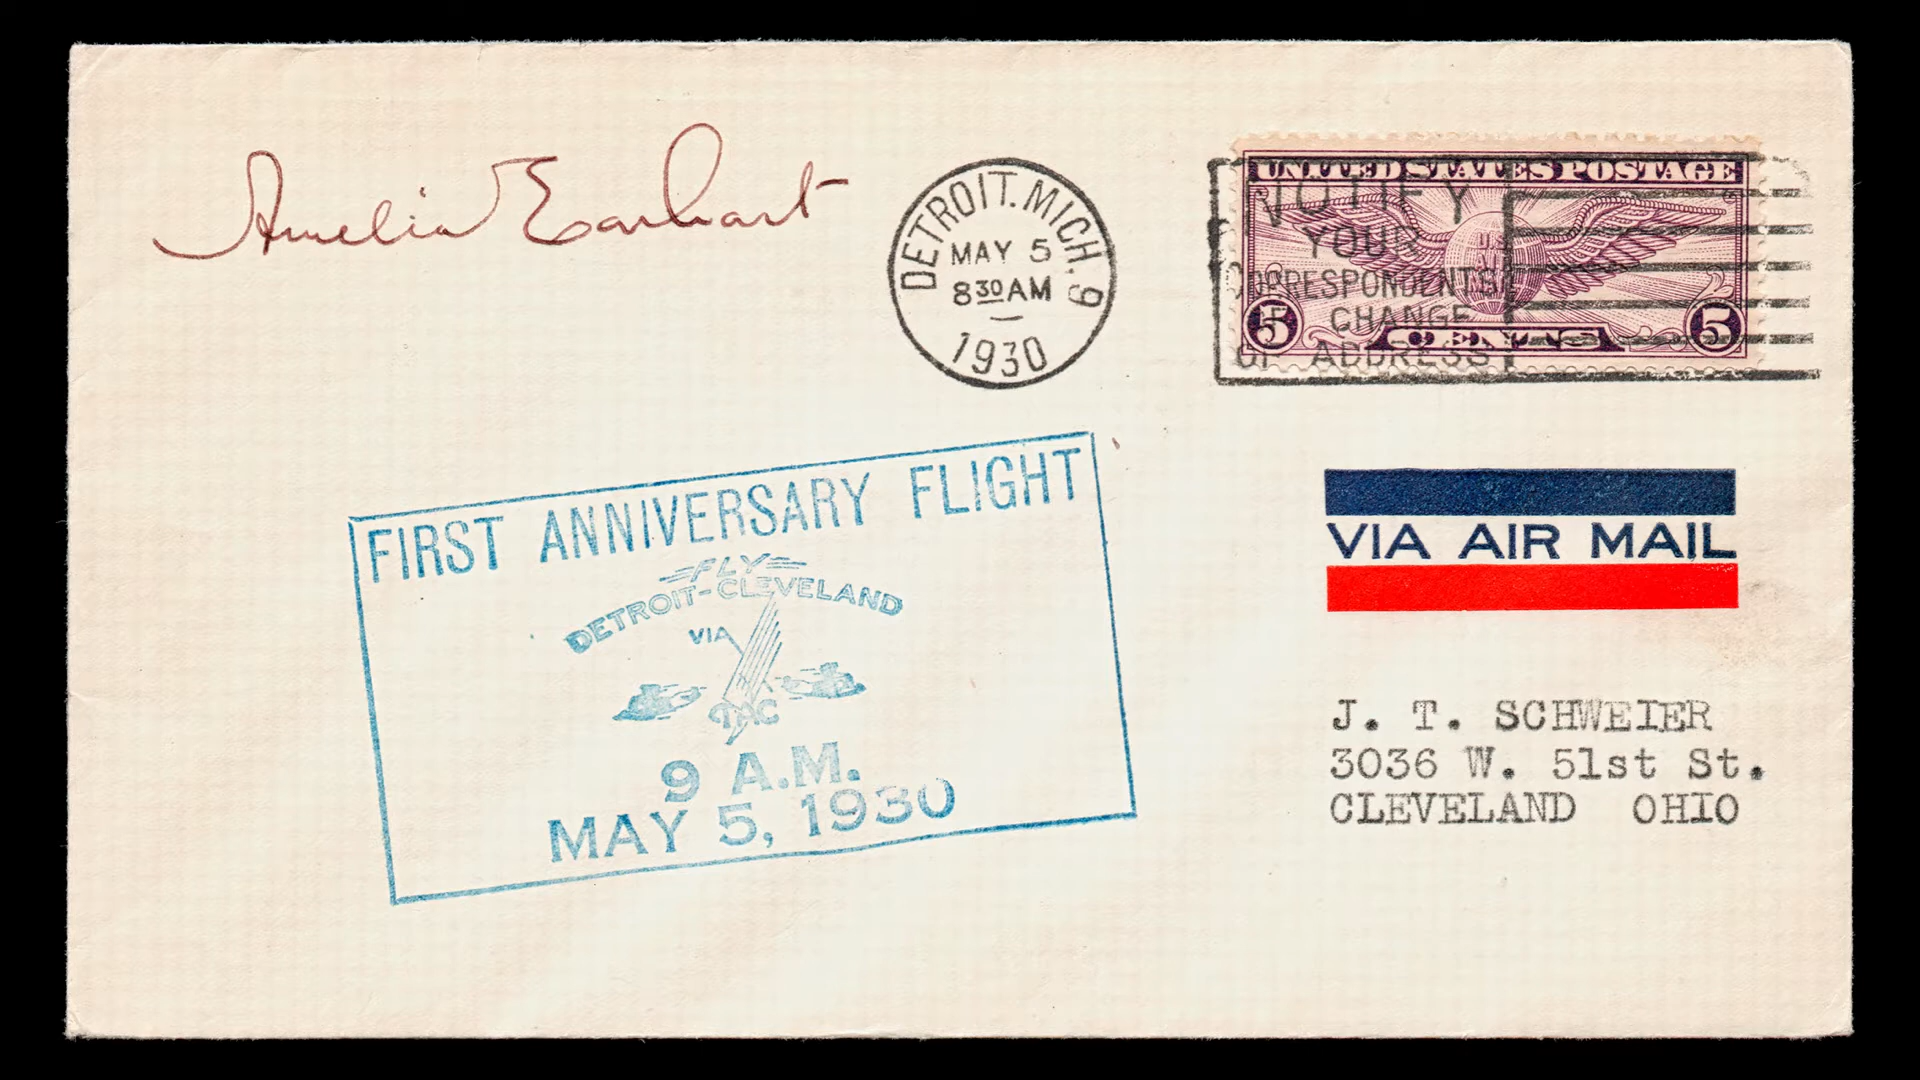 Amelia Earhart
DETROIT. MICH. 9
MAY 5
8 30 AM
1930
UNITED STATES POSTAGE
NOTIFY
YOUR
CORRESPONDENTS
OF CHANGE
OF ADDRESS
U.S.
5 CENTS 5
FIRST ANNIVERSARY FLIGHT
FLY
DETROIT-CLEVELAND
VIA
TAC
9 A.M.
MAY 5, 1930
VIA AIR MAIL
J. T. SCHWEIER
3036 W. 51st St.
CLEVELAND OHIO